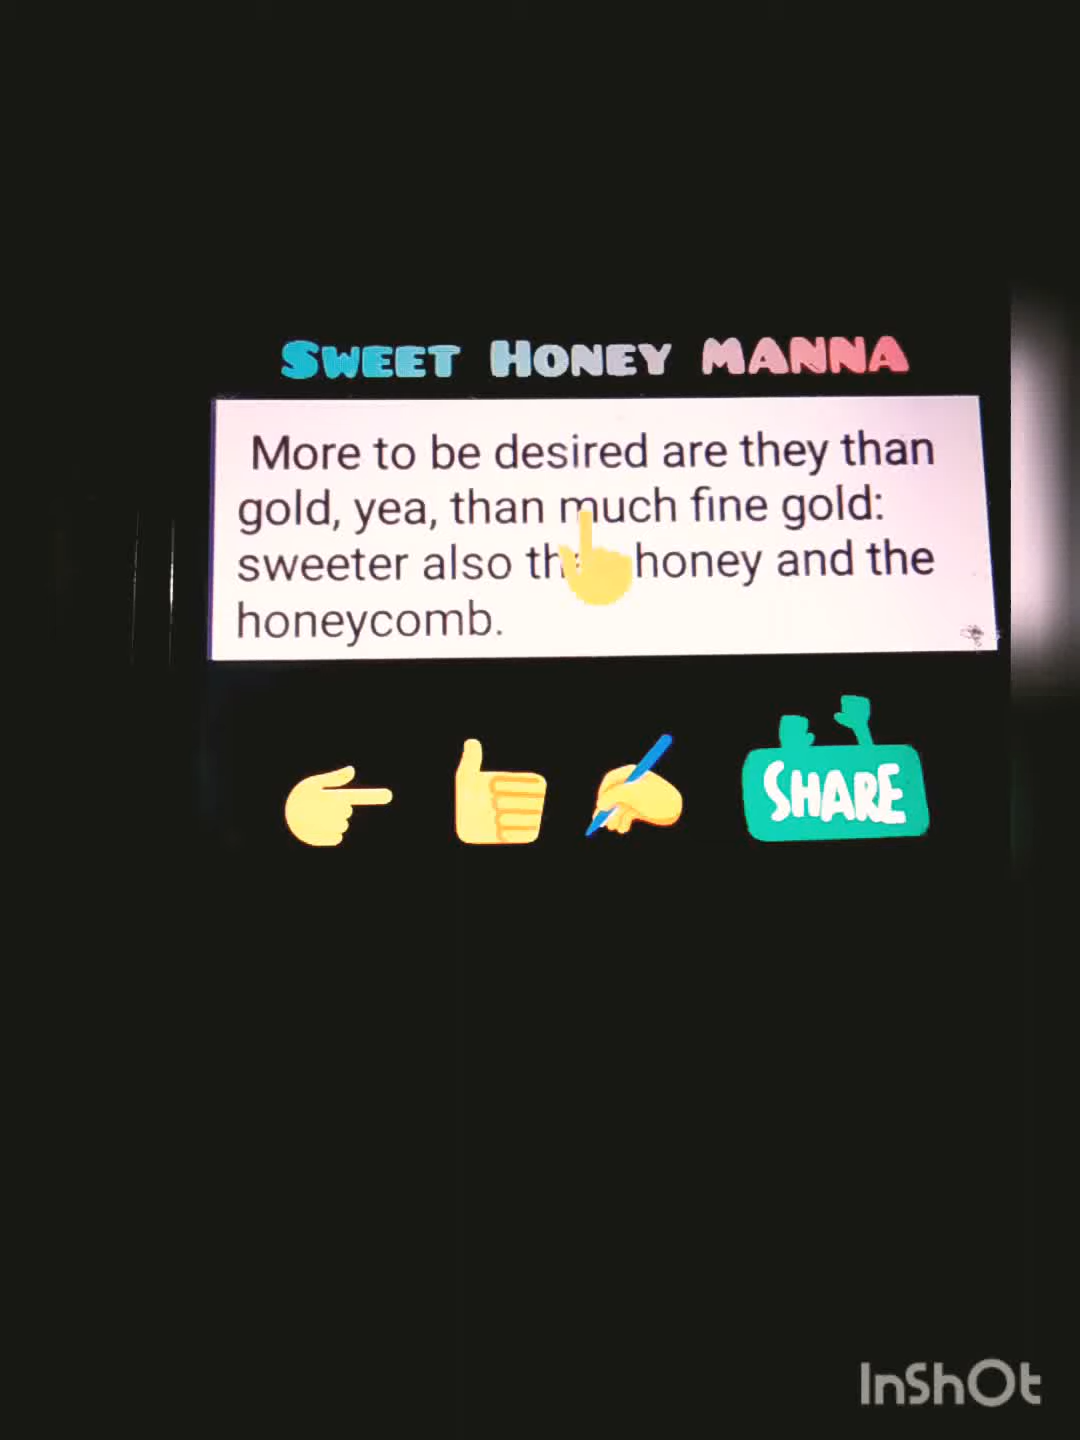 SWEET HONEY MANNA
More to be desired are they than
gold, yea, than much fine gold:
sweeter also honey and the
honeycomb.
SHARE
InShOt